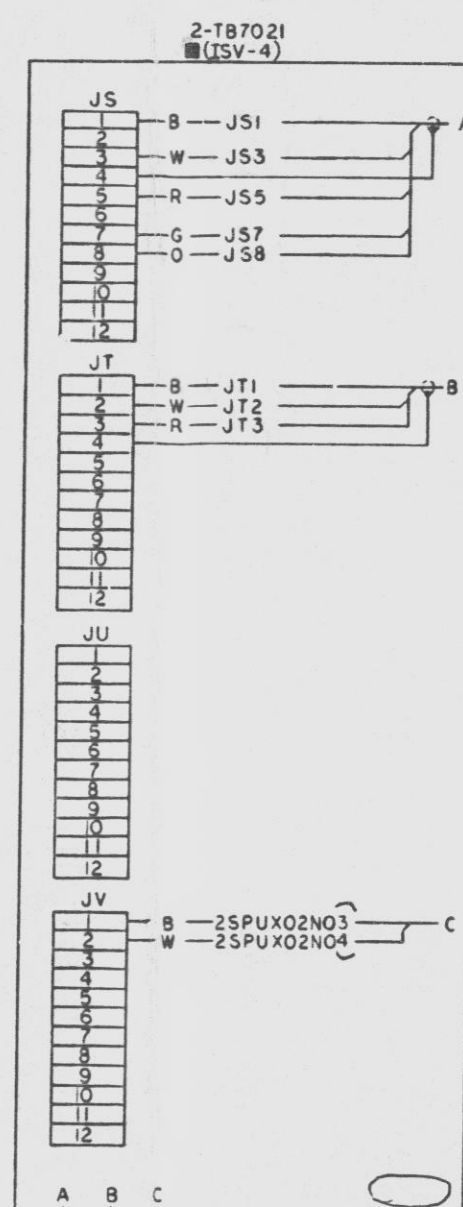 2-TB7021
■(ISV-4)
JS
1 B JS1 A
2
3 W JS3
4
5 R JS5
6
7 G JS7
8 O JS8
9
10
11
12
JT
1 B JT1 B
2 W JT2
3 R JT3
4
5
6
7
8
9
10
11
12
JU
1
2
3
4
5
6
7
8
9
10
11
12
JV
1 B 2SPUX02N03 C
2 W 2SPUX02N04
3
4
5
6
7
8
9
10
11
12
A B C